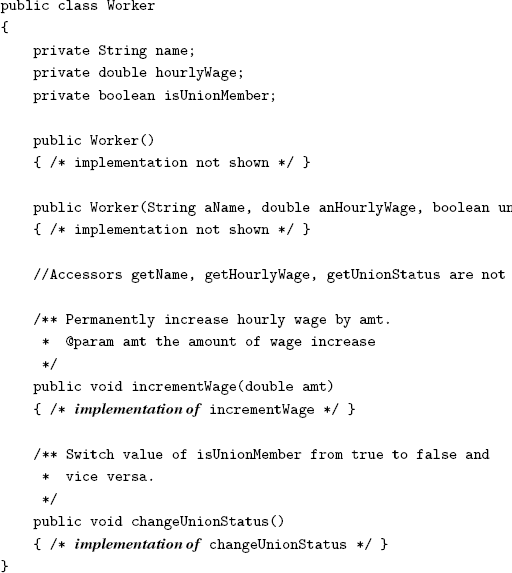 public class Worker
{
private String name;
private double hourlyWage;
private boolean isUnionMember;
public Worker()
{ /* implementation not shown */ }
public Worker(String aName, double anHourlyWage, boolean un
{ /* implementation not shown */ }
//Accessors getName, getHourlyWage, getUnionStatus are not
/** Permanently increase hourly wage by amt.
* @param amt the amount of wage increase
*/
public void incrementWage(double amt)
{ /* implementation of incrementWage */ }
/** Switch value of isUnionMember from true to false and
* vice versa.
*/
public void changeUnionStatus()
{ /* implementation of changeUnionStatus */ }
}